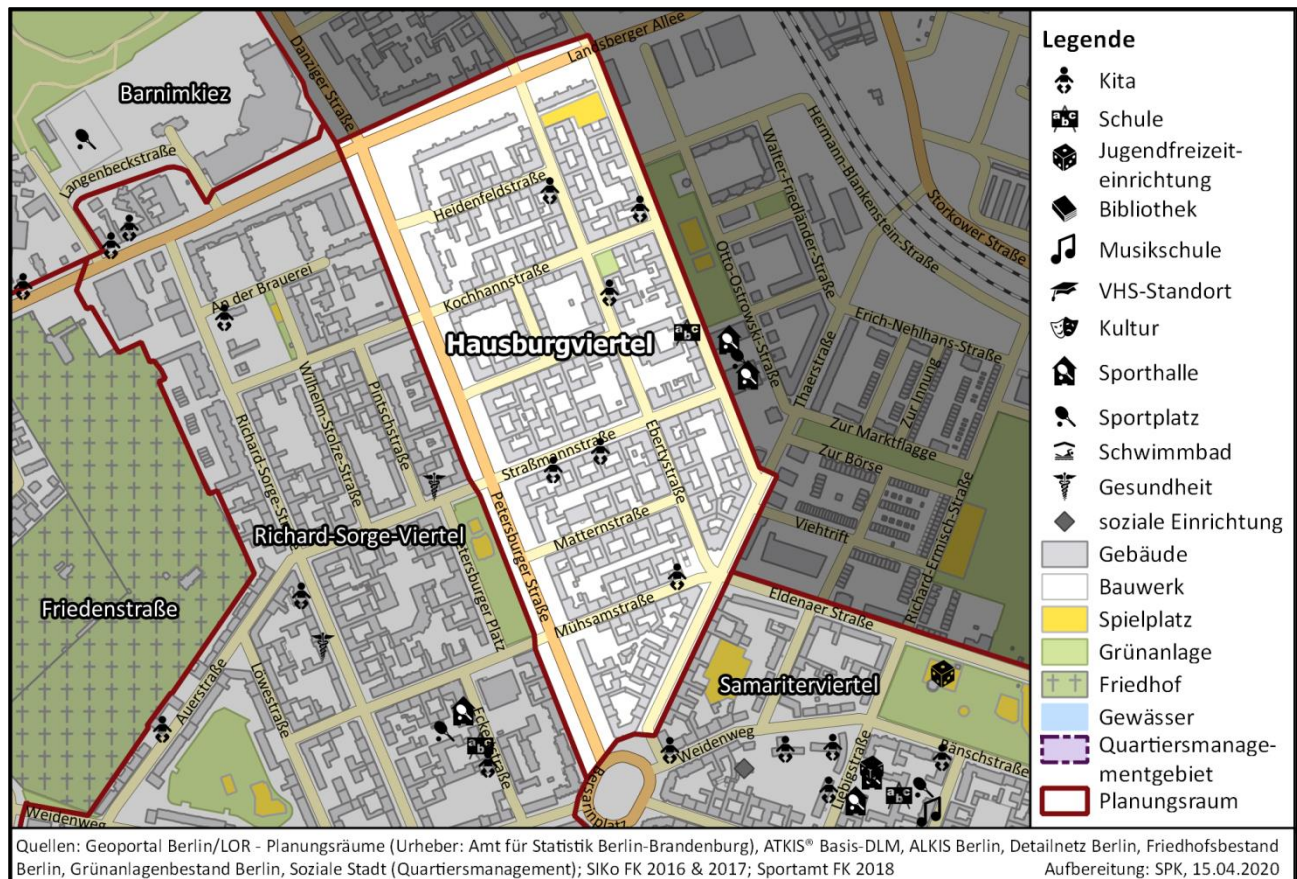 Legende
Kita
Schule
Jugendfreizeit-
einrichtung
Bibliothek
Musikschule
VHS-Standort
Kultur
Sporthalle
Sportplatz
Schwimmbad
Gesundheit
soziale Einrichtung
Gebäude
Bauwerk
Spielplatz
Grünanlage
Friedhof
Gewässer
Quartiersmanage-
mentgebiet
Planungsraum
Barnimkiez
Danziger Straße
Landsberger Allee
Langenbeckstraße
Heidenfeldstraße
Walter-Friedländer-Straße
Hermann-Blankenstein-Straße
Storkower Straße
An der Brauerei
Kochhannstraße
Otto-Ostrowski-Straße
Hausburgviertel
Erich-Nehlhans-Straße
Thaerstraße
Zur Innung
Wilhelm-Stolze-Straße
Pintschstraße
Richard-Sorge-St
Straßmannstraße
Ebertystraße
Zur Marktflagge
Zur Börse
Viehtrift
Richard-Ermisch-Straße
Richard-Sorge-Viertel
Matternstraße
Petersburger Straße
etersburger Platz
Friedenstraße
Mühsamstraße
Eldenaer Straße
Samariterviertel
Auerstraße
Löwestraße
Ecke straße
Weidenweg
Bänschstraße
Liebigstraße
Bersarinplatz
Weidenweg
Quellen: Geoportal Berlin/LOR - Planungsräume (Urheber: Amt für Statistik Berlin-Brandenburg), ATKIS® Basis-DLM, ALKIS Berlin, Detailnetz Berlin, Friedhofsbestand
Berlin, Grünanlagenbestand Berlin, Soziale Stadt (Quartiersmanagement); SIKo FK 2016 & 2017; Sportamt FK 2018
Aufbereitung: SPK, 15.04.2020